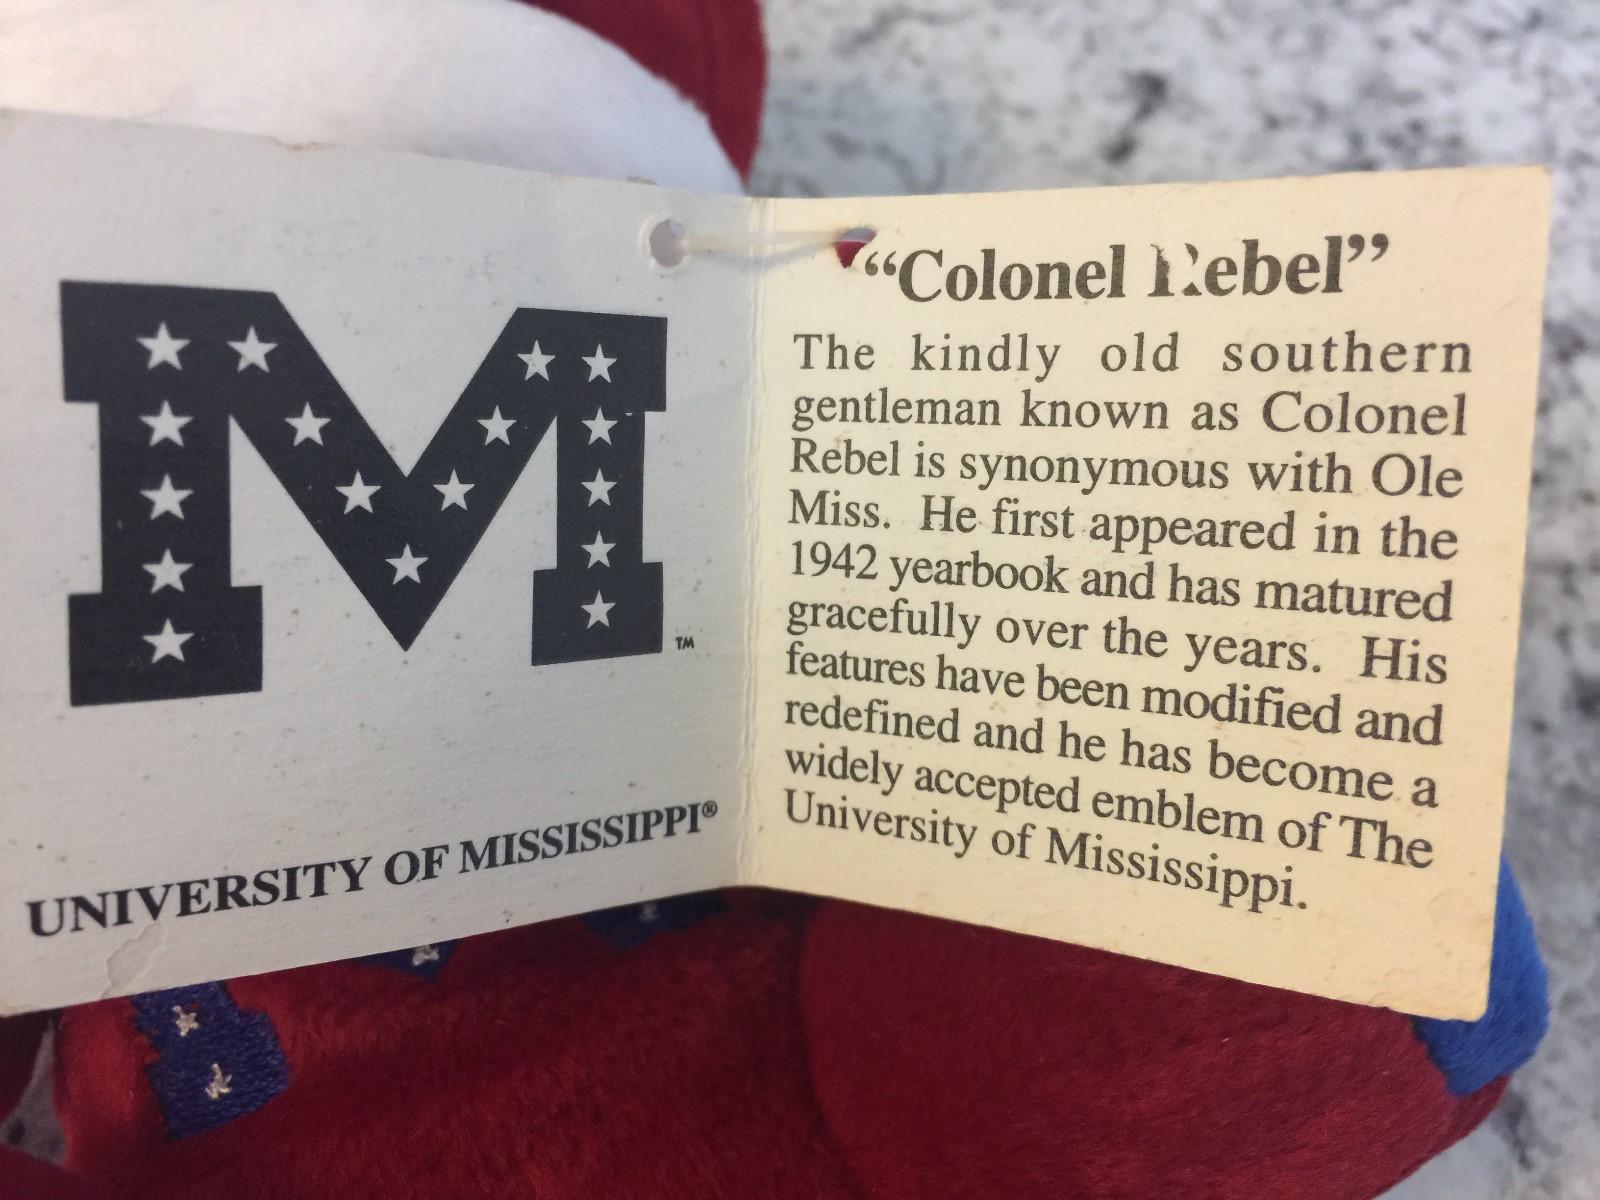 M
TM
UNIVERSITY OF MISSISSIPPI®
“Colonel Rebel”
The kindly old southern
gentleman known as Colonel
Rebel is synonymous with Ole
Miss. He first appeared in the
1942 yearbook and has matured
gracefully over the years. His
features have been modified and
redefined and he has become a
widely accepted emblem of The
University of Mississippi.